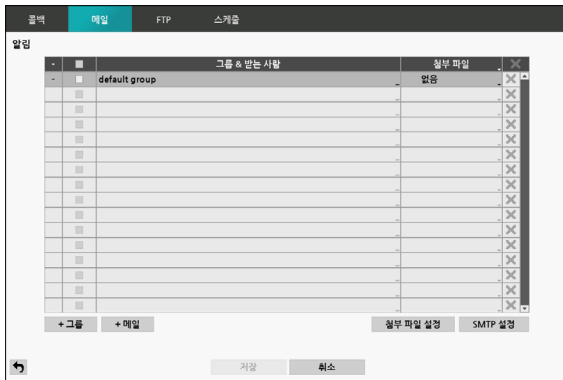 콜백 메일 FTP 스케줄
알림
- 그룹 & 받는 사람 첨부 파일
- default group 없음
+ 그룹 + 메일 첨부 파일 설정 SMTP 설정
저장 취소